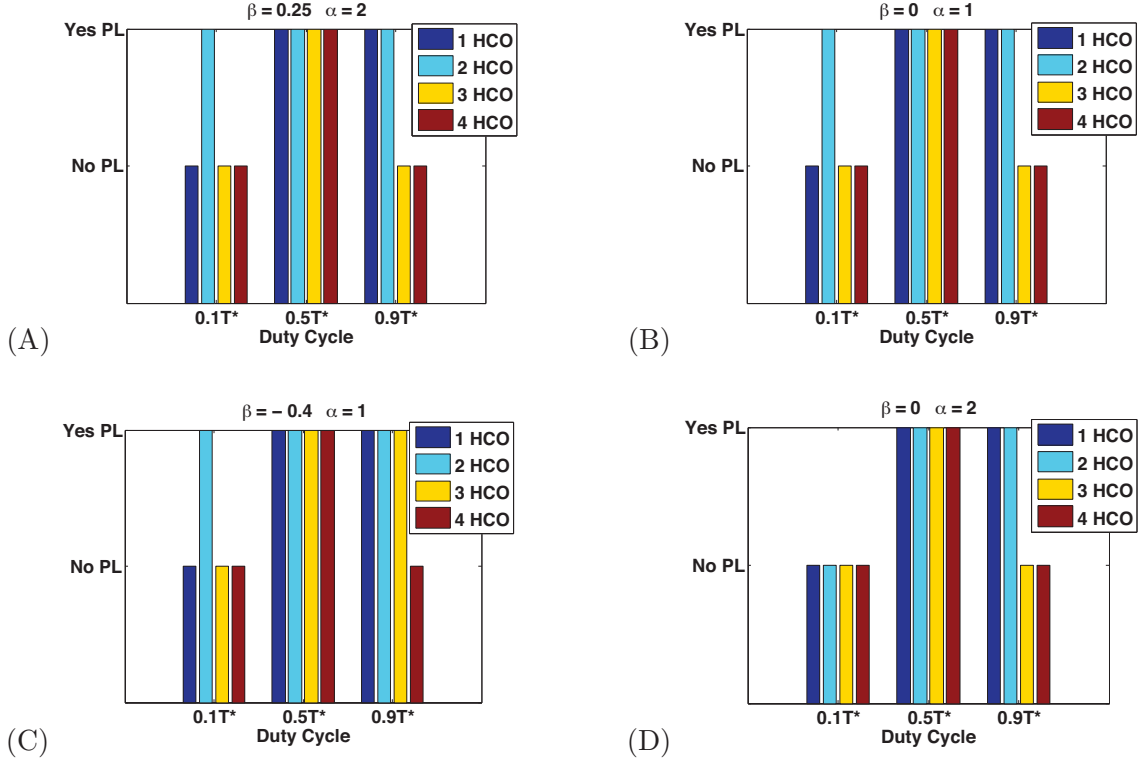 β = 0.25 α = 2
Yes PL
No PL
1 HCO
2 HCO
3 HCO
4 HCO
0.1T* 0.5T* 0.9T*
Duty Cycle
(A)
β = 0 α = 1
Yes PL
No PL
1 HCO
2 HCO
3 HCO
4 HCO
0.1T* 0.5T* 0.9T*
Duty Cycle
(B)
β = − 0.4 α = 1
Yes PL
No PL
1 HCO
2 HCO
3 HCO
4 HCO
0.1T* 0.5T* 0.9T*
Duty Cycle
(C)
β = 0 α = 2
Yes PL
No PL
1 HCO
2 HCO
3 HCO
4 HCO
0.1T* 0.5T* 0.9T*
Duty Cycle
(D)